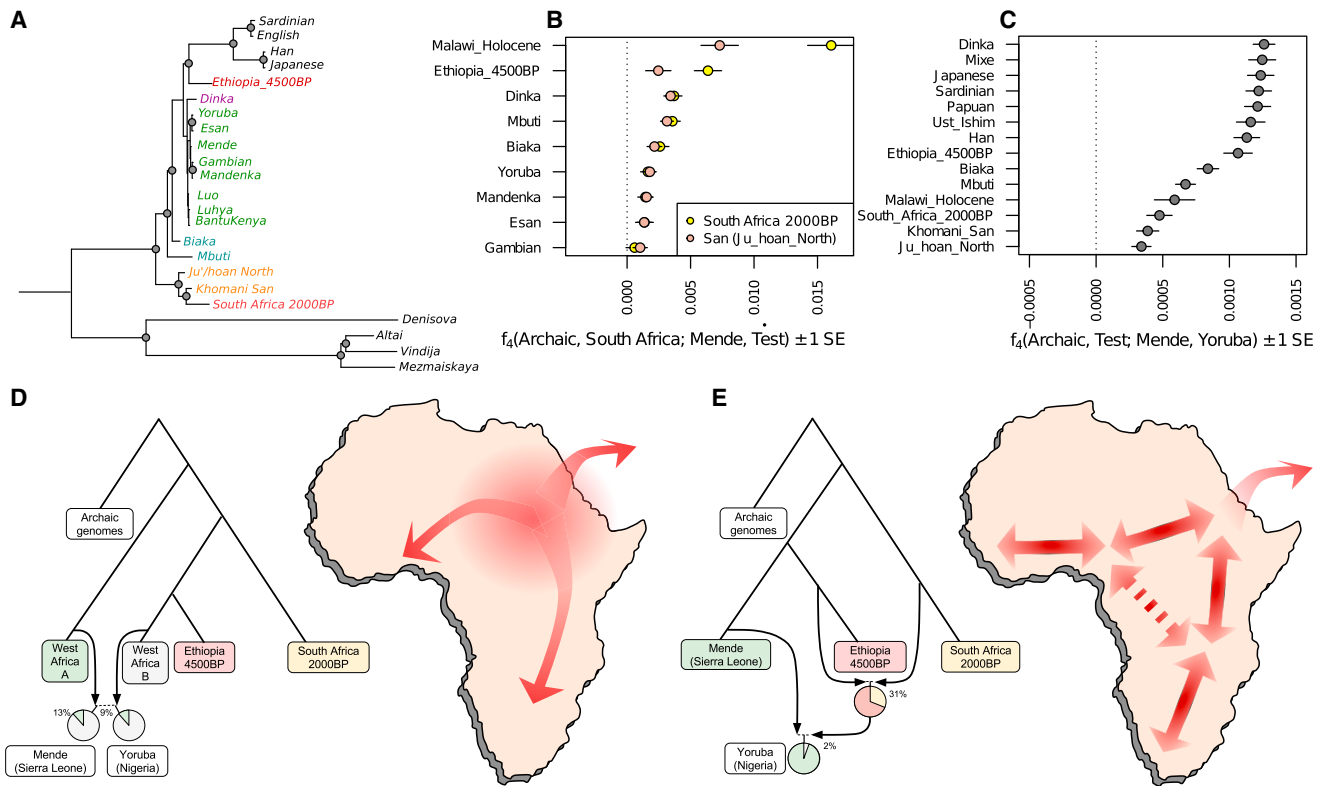 A
Sardinian
English
Han
Japanese
Ethiopia_4500BP
Dinka
Yoruba
Esan
Mende
Gambian
Mandenka
Luo
Luhya
BantuKenya
Biaka
Mbuti
Ju'/hoan North
Khomani San
South Africa 2000BP
Denisova
Altai
Vindija
Mezmaiskaya
B
Malawi_Holocene
Ethiopia_4500BP
Dinka
Mbuti
Biaka
Yoruba
Mandenka
Esan
Gambian
South Africa 2000BP
San (Ju_hoan_North)
0.000
0.005
0.010
0.015
f4(Archaic, South Africa; Mende, Test) ±1 SE
C
Dinka
Mixe
Japanese
Sardinian
Papuan
Ust_Ishim
Han
Ethiopia_4500BP
Biaka
Mbuti
Malawi_Holocene
South_Africa_2000BP
Khomani_San
Ju_hoan_North
-0.0005
0.0000
0.0005
0.0010
0.0015
f4(Archaic, Test; Mende, Yoruba) ±1 SE
D
Archaic
genomes
West
Africa
A
West
Africa
B
Ethiopia
4500BP
South Africa
2000BP
13%
9%
Mende
(Sierra Leone)
Yoruba
(Nigeria)
E
Archaic
genomes
Mende
(Sierra Leone)
Ethiopia
4500BP
South Africa
2000BP
31%
Yoruba
(Nigeria)
2%